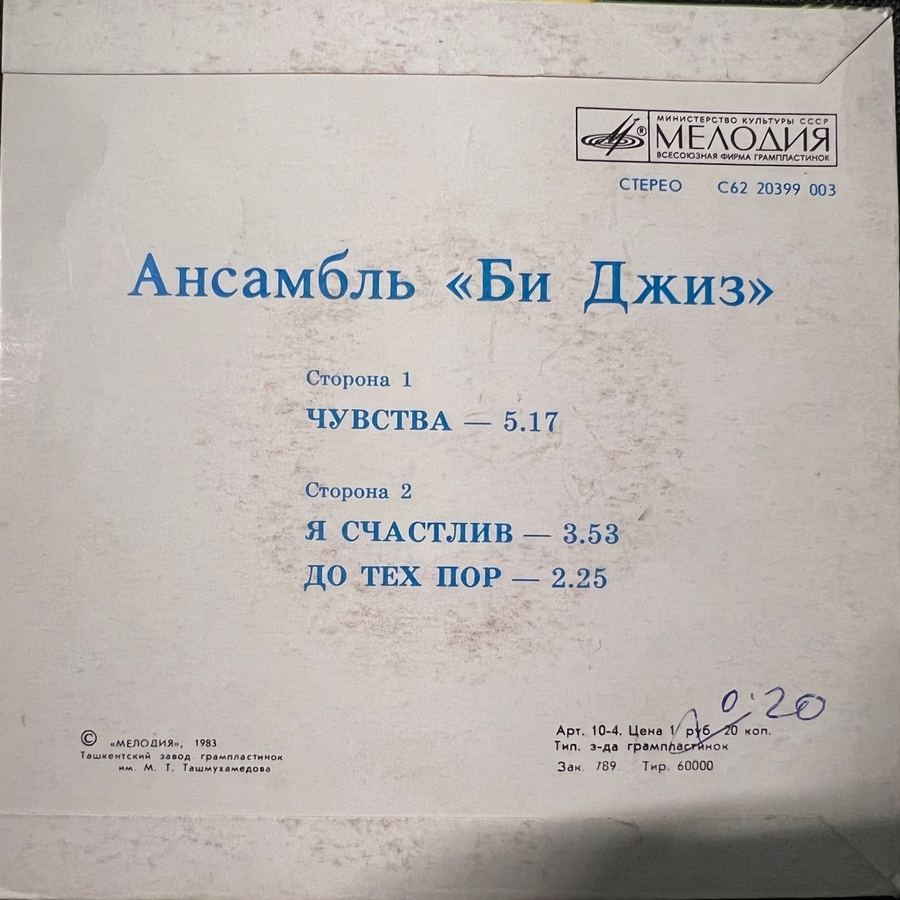 МИНИСТЕРСТВО КУЛЬТУРЫ СССР
® МЕЛОДИЯ
ВСЕСОЮЗНАЯ ФИРМА ГРАМПЛАСТИНОК
СТЕРЕО С62 20399 003
Ансамбль «Би Джиз»
Сторона 1
ЧУВСТВА — 5.17
Сторона 2
Я СЧАСТЛИВ — 3.53
ДО ТЕХ ПОР — 2.25
0.20
© «МЕЛОДИЯ», 1983
Ташкентский завод грампластинок
им. М. Т. Ташмухамедова
Арт. 10-4. Цена 1 руб. 20 коп.
Тип. з-да грампластинок
Зак. 789 Тир. 60000